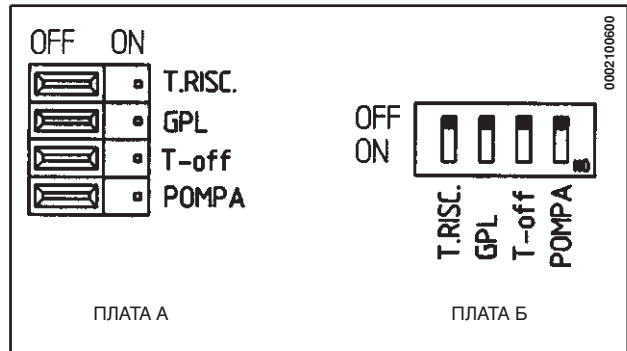 OFF ON
T.RISC.
GPL
T-off
POMPA
ПЛАТА А
OFF
ON
T.RISC.
GPL
T-off
POMPA
ПЛАТА Б
0002100600